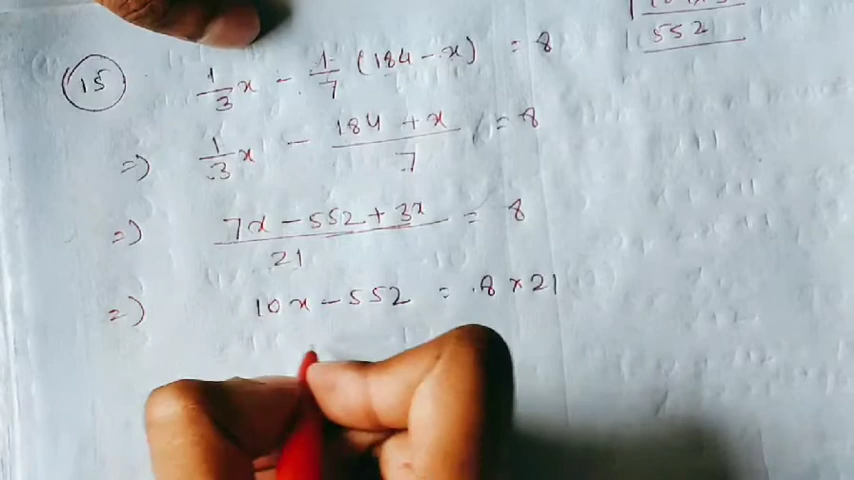 15 1/3 x - 1/7 (184 - x) = 8
=> 1/3 x - 184 + x / 7 = 8
=> 7x - 552 + 3x / 21 = 8
=> 10x - 552 = 8 x 21
552